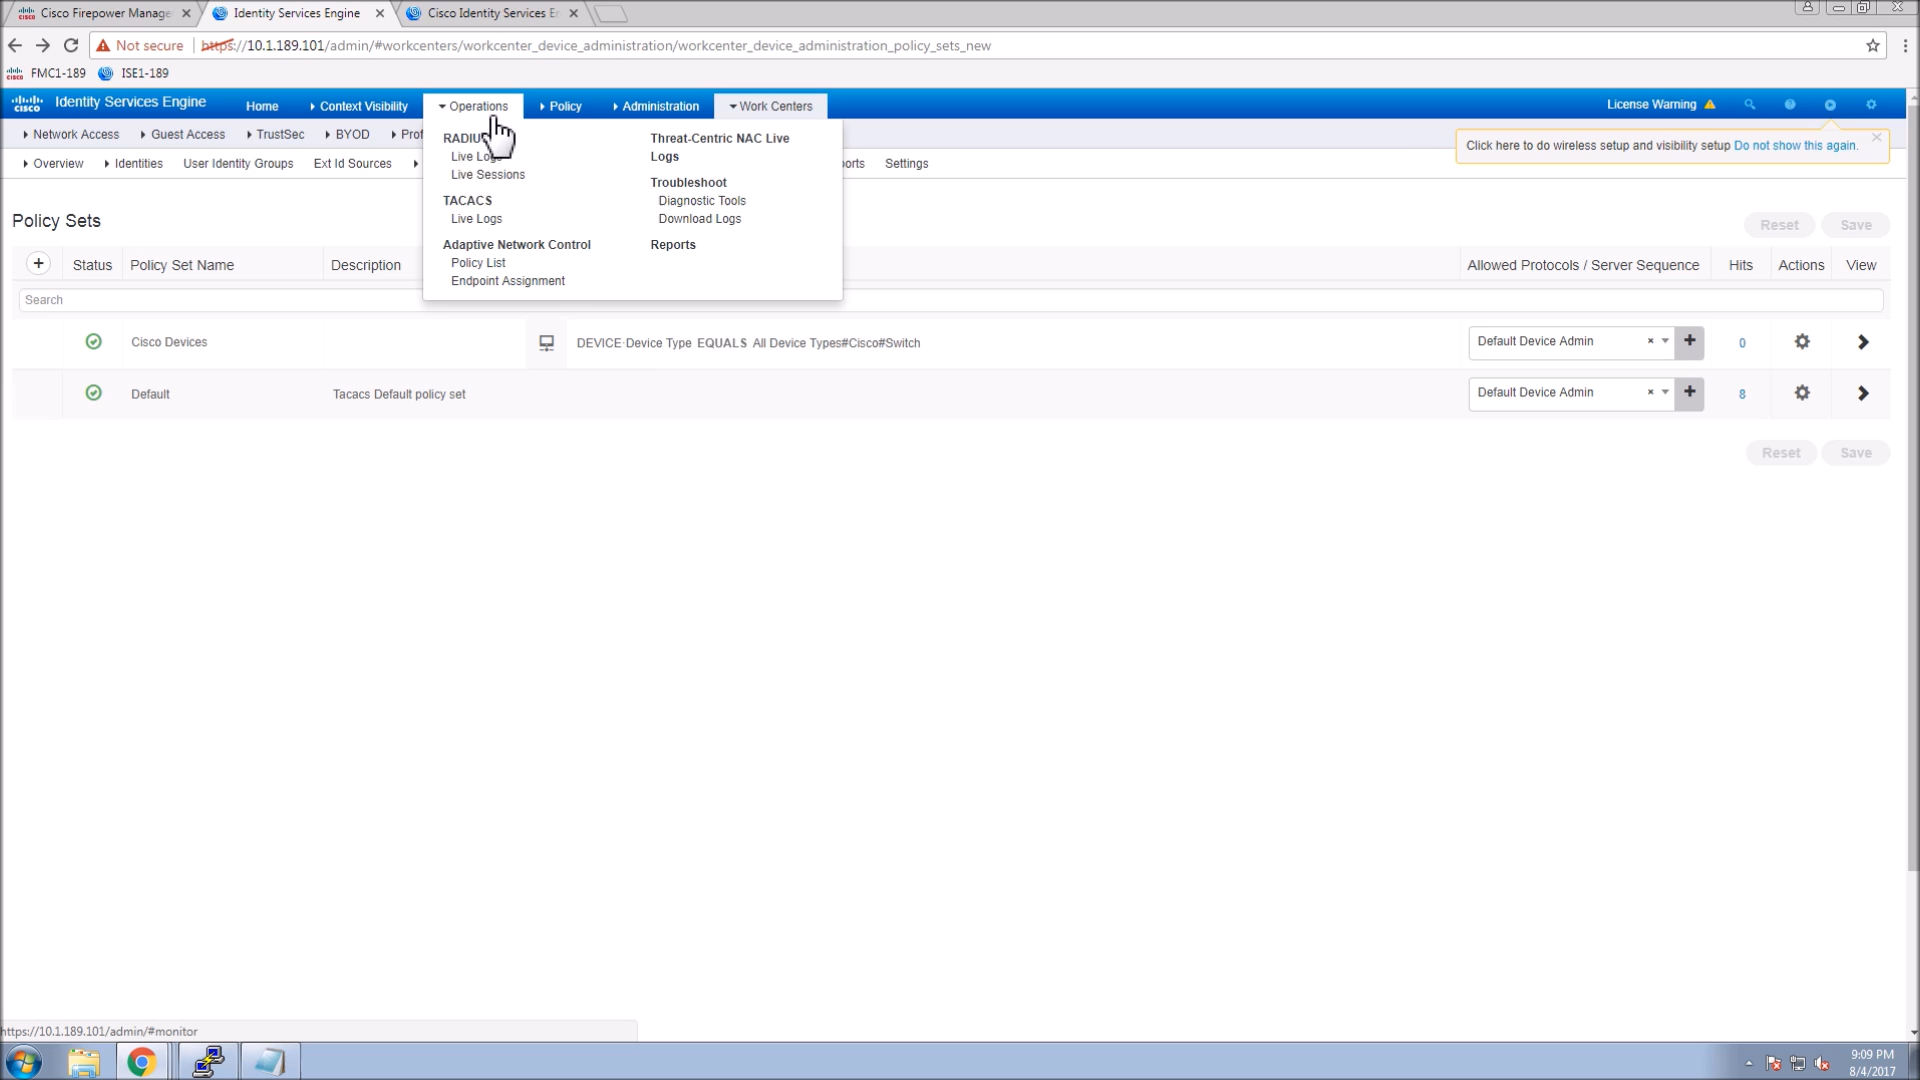 Cisco Firepower Manage
Identity Services Engine
Cisco Identity Services E
Not secure
https://10.1.189.101/admin/#workcenters/workcenter_device_administration/workcenter_device_administration_policy_sets_new
FMC1-189
ISE1-189
cisco
Identity Services Engine
Home
Context Visibility
Operations
Policy
Administration
Work Centers
License Warning
Network Access
Guest Access
TrustSec
BYOD
Prof
Overview
Identities
User Identity Groups
Ext Id Sources
orts
Settings
RADIUS
Live Logs
Live Sessions
TACACS
Live Logs
Adaptive Network Control
Policy List
Endpoint Assignment
Threat-Centric NAC Live
Logs
Troubleshoot
Diagnostic Tools
Download Logs
Reports
Click here to do wireless setup and visibility setup Do not show this again.
Policy Sets
Reset
Save
Status
Policy Set Name
Description
Allowed Protocols / Server Sequence
Hits
Actions
View
Search
Cisco Devices
DEVICE·Device Type EQUALS All Device Types#Cisco#Switch
Default Device Admin
0
Default
Tacacs Default policy set
Default Device Admin
8
Reset
Save
https://10.1.189.101/admin/#monitor
9:09 PM
8/4/2017